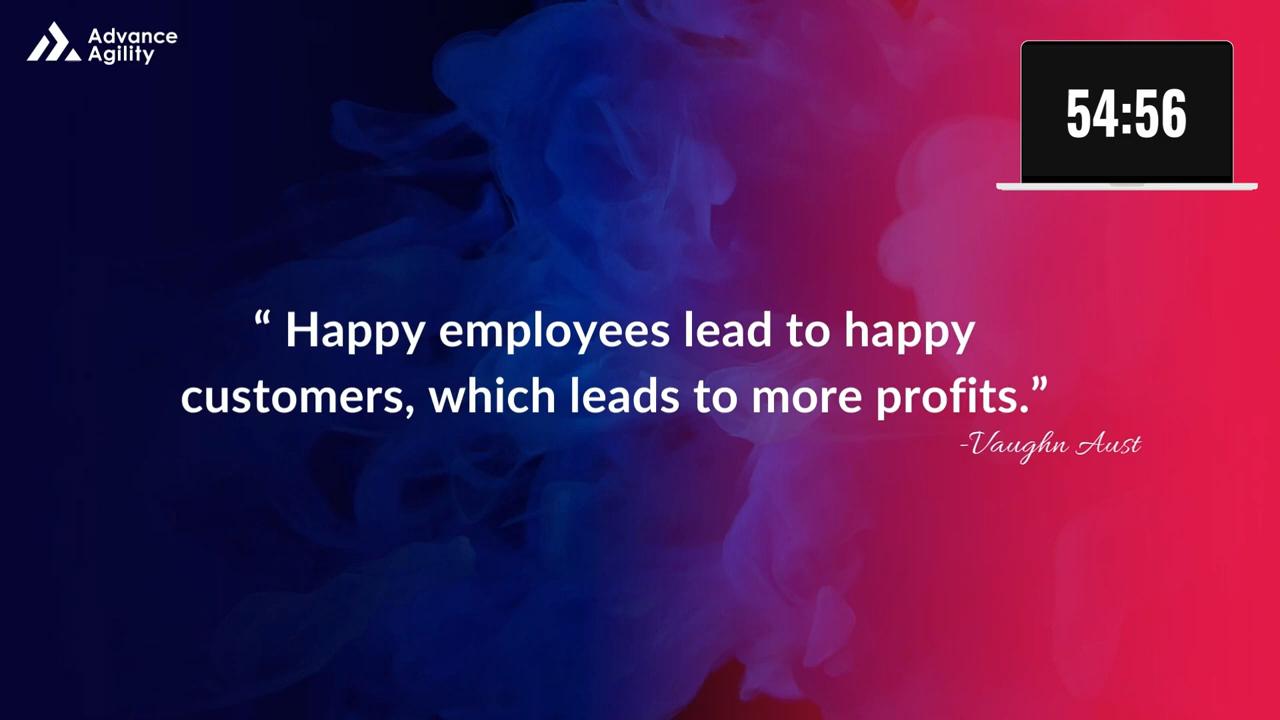 Advance
Agility
54:56
“ Happy employees lead to happy
customers, which leads to more profits.”
-Vaughn Aust